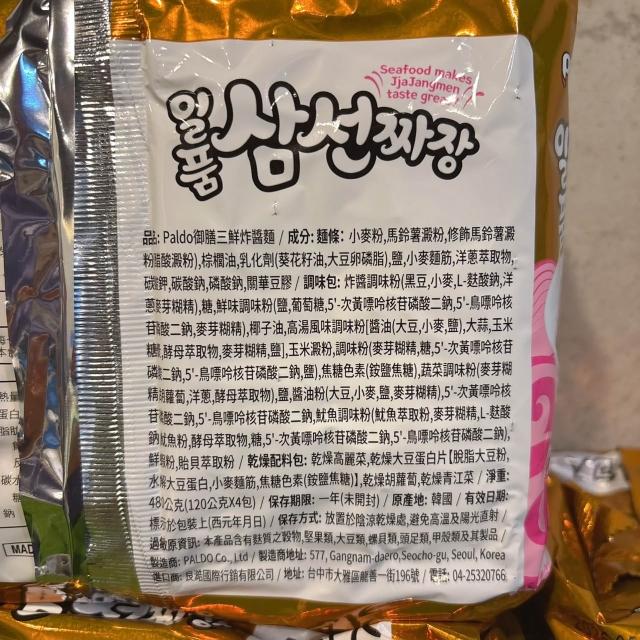 Seafood makes
JjaJangmen
taste great
일품
삼선짜장
品: Paldo御膳三鮮炸醬麵 / 成分: 麵條: 小麥粉,馬鈴薯澱粉,修飾馬鈴薯澱
粉脂酸澱粉),棕櫚油,乳化劑(葵花籽油,大豆卵磷脂),鹽,小麥麵筋,洋蔥萃取物,
碳酸鉀,碳酸鈉,磷酸鈉,關華豆膠 / 調味包: 炸醬調味粉(黑豆,小麥,L-麩酸鈉,洋
蔥麥芽糊精),糖,鮮味調味粉(鹽,葡萄糖,5'-次黃嘌呤核苷磷酸二鈉,5'-鳥嘌呤核
苷酸二鈉,麥芽糊精),椰子油,高湯風味調味粉[醬油(大豆,小麥,鹽),大蒜,玉米
糖,酵母萃取物,麥芽糊精,鹽],玉米澱粉,調味粉(麥芽糊精,糖,5'-次黃嘌呤核苷
磷二鈉,5'-鳥嘌呤核苷磷酸二鈉,鹽),焦糖色素(銨鹽焦糖),蔬菜調味粉(麥芽糊
精胡蘿蔔,洋蔥,酵母萃取物),鹽,醬油粉(大豆,小麥,鹽,麥芽糊精),5'-次黃嘌呤核
苷酸二鈉,5'-鳥嘌呤核苷磷酸二鈉,魷魚調味粉(魷魚萃取粉,麥芽糊精,L-麩酸
鈉魷魚粉,酵母萃取物,糖,5'-次黃嘌呤核苷磷酸二鈉,5'-鳥嘌呤核苷磷酸二鈉),
鮮粉,貽貝萃取粉 / 乾燥配料包: 乾燥高麗菜,乾燥大豆蛋白片【脫脂大豆粉,
水大豆蛋白,小麥麵筋,焦糖色素(銨鹽焦糖)】,乾燥胡蘿蔔,乾燥青江菜 / 淨重:
480公克(120公克X4包) / 保存期限: 一年(未開封) / 原產地: 韓國 / 有效日期:
標於包裝上(西元年月日) / 保存方式: 放置於陰涼乾燥處,避免高溫及陽光直射 /
過敏原資訊: 本產品含有麩質之穀物,堅果類,大豆類,螺貝類,頭足類,甲殼類及其製品 /
製造商: PALDO Co., Ltd / 製造商地址: 577, Gangnam-daero,Seocho-gu, Seoul, Korea
進口商: 良澔國際行銷有限公司 / 地址: 台中市大雅區龍善一街196號 / 電話: 04-25320766
熱量
蛋白
脂肪
碳水
鈉
MAD